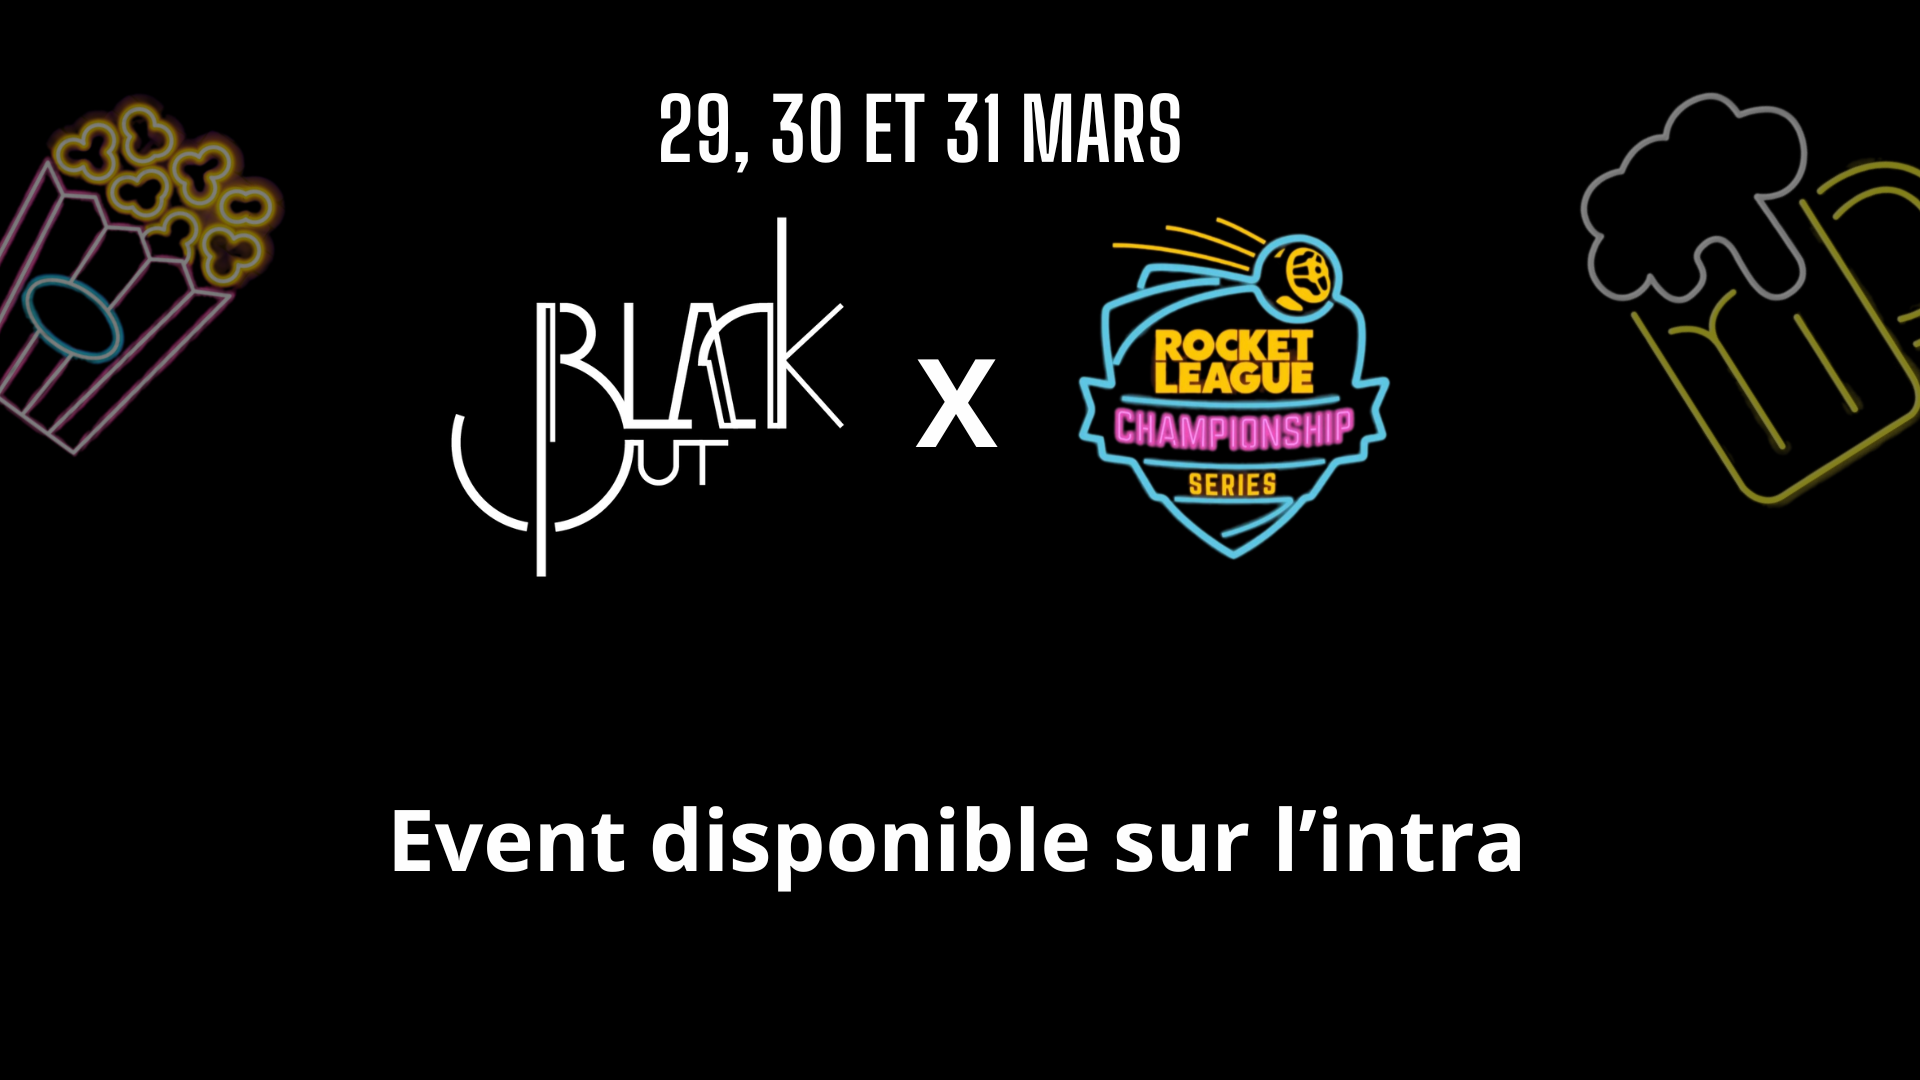 29, 30 ET 31 MARS
BLACK
OUT
X
ROCKET
LEAGUE
CHAMPIONSHIP
SERIES
Event disponible sur l’intra